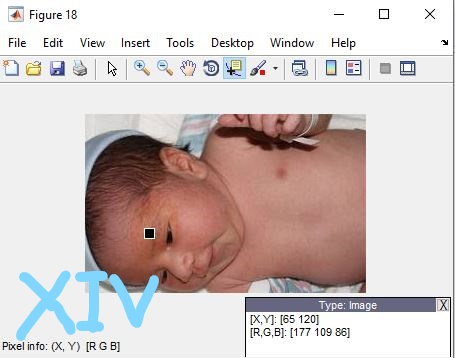 Figure 18
File Edit View Insert Tools Desktop Window Help
XIV
Type: Image X
[X,Y]: [65 120]
[R,G,B]: [177 109 86]
Pixel info: (X, Y) [R G B]